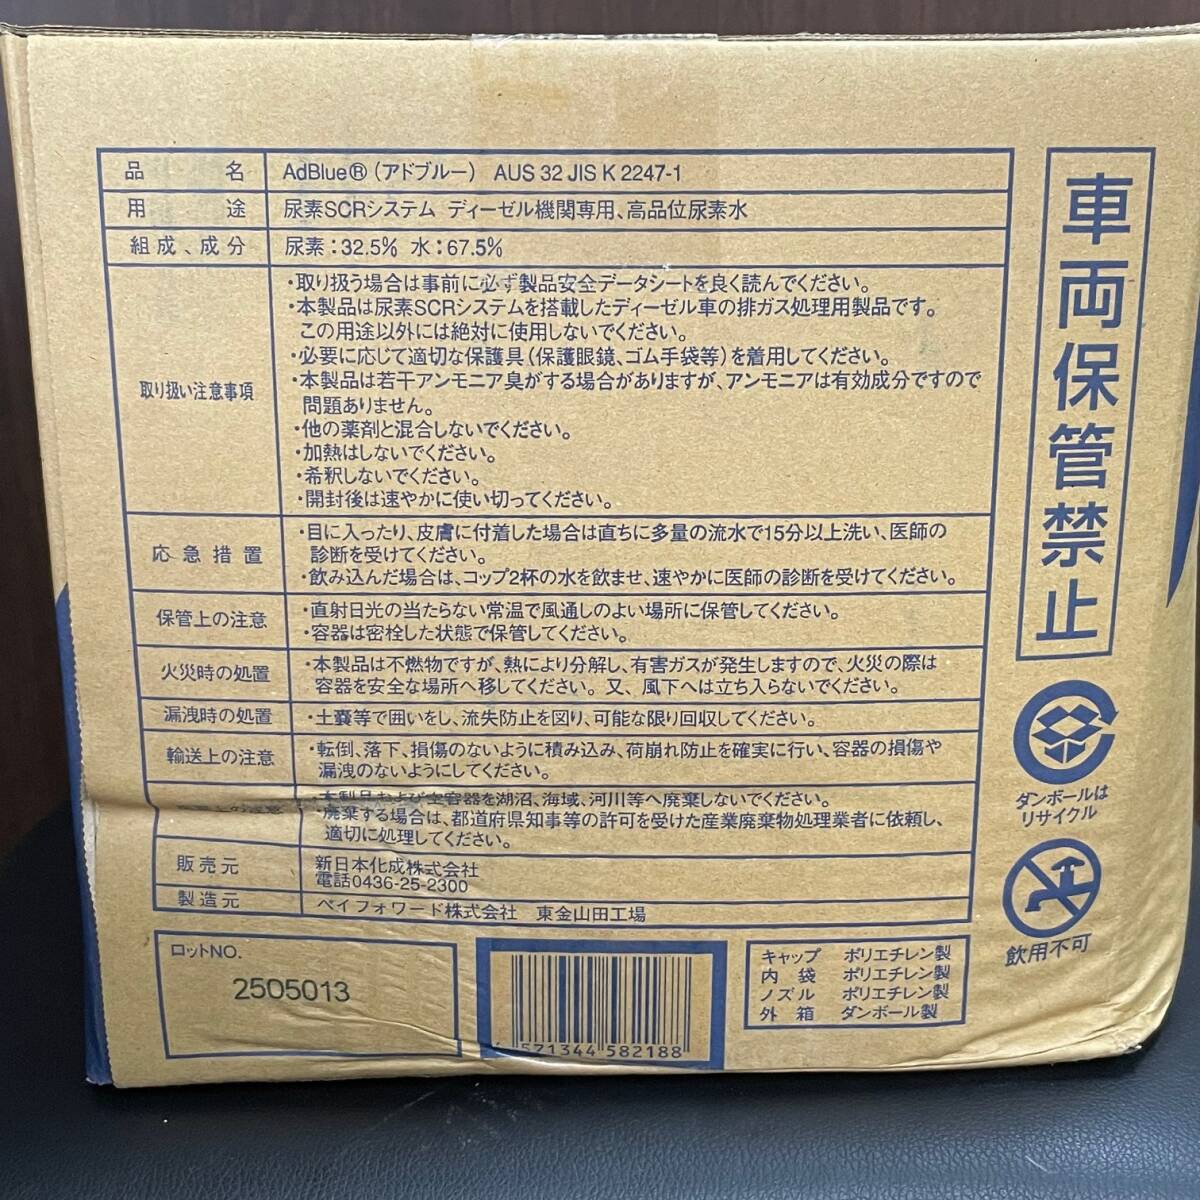 品名 AdBlue®（アドブルー） AUS 32 JIS K 2247-1
用途 尿素SCRシステム ディーゼル機関専用、高品位尿素水
組成、成分 尿素：32.5% 水：67.5%
取り扱い注意事項
・取り扱う場合は事前に必ず製品安全データシートを良く読んでください。
・本製品は尿素SCRシステムを搭載したディーゼル車の排ガス処理用製品です。
この用途以外には絶対に使用しないでください。
・必要に応じて適切な保護具（保護眼鏡、ゴム手袋等）を着用してください。
・本製品は若干アンモニア臭がする場合がありますが、アンモニアは有効成分ですので
問題ありません。
・他の薬剤と混合しないでください。
・加熱はしないでください。
・希釈しないでください。
・開封後は速やかに使い切ってください。
応急措置
・目に入ったり、皮膚に付着した場合は直ちに多量の流水で15分以上洗い、医師の
診断を受けてください。
・飲み込んだ場合は、コップ2杯の水を飲ませ、速やかに医師の診断を受けてください。
保管上の注意
・直射日光の当たらない常温で風通しのよい場所に保管してください。
・容器は密栓した状態で保管してください。
火災時の処置
・本製品は不燃物ですが、熱により分解し、有害ガスが発生しますので、火災の際は
容器を安全な場所へ移してください。又、風下へは立ち入らないでください。
漏洩時の処置
・土嚢等で囲いをし、流失防止を図り、可能な限り回収してください。
輸送上の注意
・転倒、落下、損傷のないように積み込み、荷崩れ防止を確実に行い、容器の損傷や
漏洩のないようにしてください。
上の注意
・本製品および空容器を湖沼、海域、河川等へ廃棄しないでください。
・廃棄する場合は、都道府県知事等の許可を受けた産業廃棄物処理業者に依頼し、
適切に処理してください。
販売元 新日本化成株式会社
電話0436-25-2300
製造元 ベイフォワード株式会社 東金山田工場
ロットNO.
2505013
571344 582188
キャップ ポリエチレン製
内袋 ポリエチレン製
ノズル ポリエチレン製
外箱 ダンボール製
車両保管禁止
ダンボールは
リサイクル
飲用不可